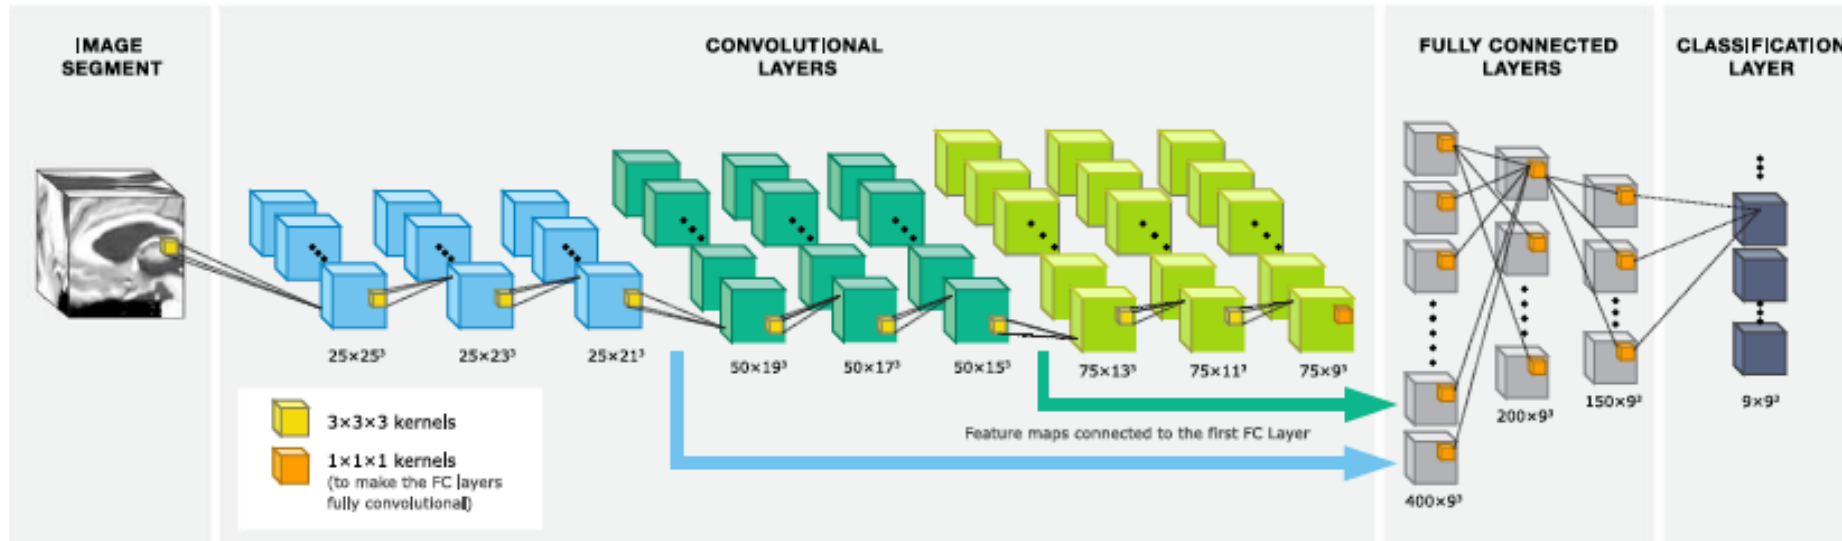 IMAGE
SEGMENT
CONVOLUTIONAL
LAYERS
FULLY CONNECTED
LAYERS
CLASSIFICATION
LAYER
25×25³
25×23³
25×21³
50×19³
50×17³
50×15³
75×13³
75×11³
75×9³
3×3×3 kernels
1×1×1 kernels
(to make the FC layers
fully convolutional)
Feature maps connected to the first FC Layer
400×9³
200×9³
150×9³
9×9³